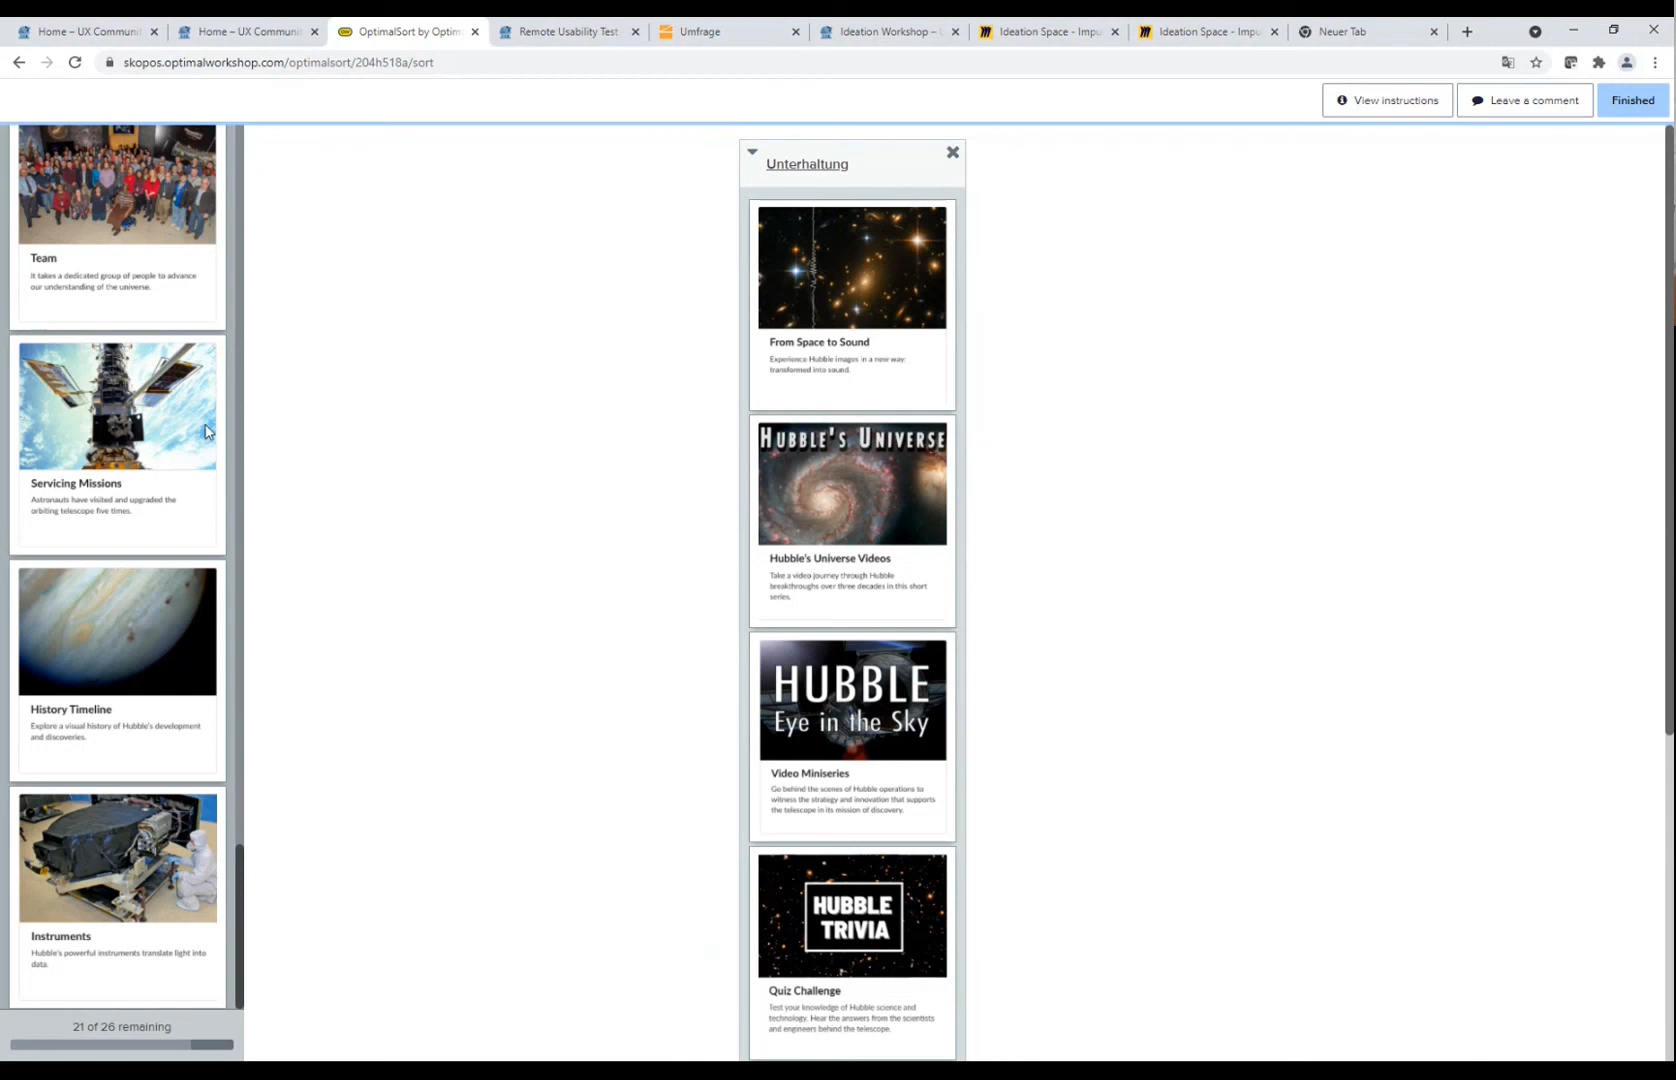 Home – UX Communi
Home – UX Communi
OptimalSort by Optim
Remote Usability Test
Umfrage
Ideation Workshop –
Ideation Space - Impu
Ideation Space - Impu
Neuer Tab
skopos.optimalworkshop.com/optimalsort/204h518a/sort
View instructions
Leave a comment
Finished
Team
It takes a dedicated group of people to advance
our understanding of the universe.
Servicing Missions
Astronauts have visited and upgraded the
orbiting telescope five times.
History Timeline
Explore a visual history of Hubble's development
and discoveries.
Instruments
Hubble's powerful instruments translate light into
data.
21 of 26 remaining
Unterhaltung
From Space to Sound
Experience Hubble images in a new way:
transformed into sound.
HUBBLE'S UNIVERSE
Hubble's Universe Videos
Take a video journey through Hubble
breakthroughs over three decades in this short
series.
HUBBLE
Eye in the Sky
Video Miniseries
Go behind the scenes of Hubble operations to
witness the strategy and innovation that supports
the telescope in its mission of discovery.
HUBBLE
TRIVIA
Quiz Challenge
Test your knowledge of Hubble science and
technology. Hear the answers from the scientists
and engineers behind the telescope.